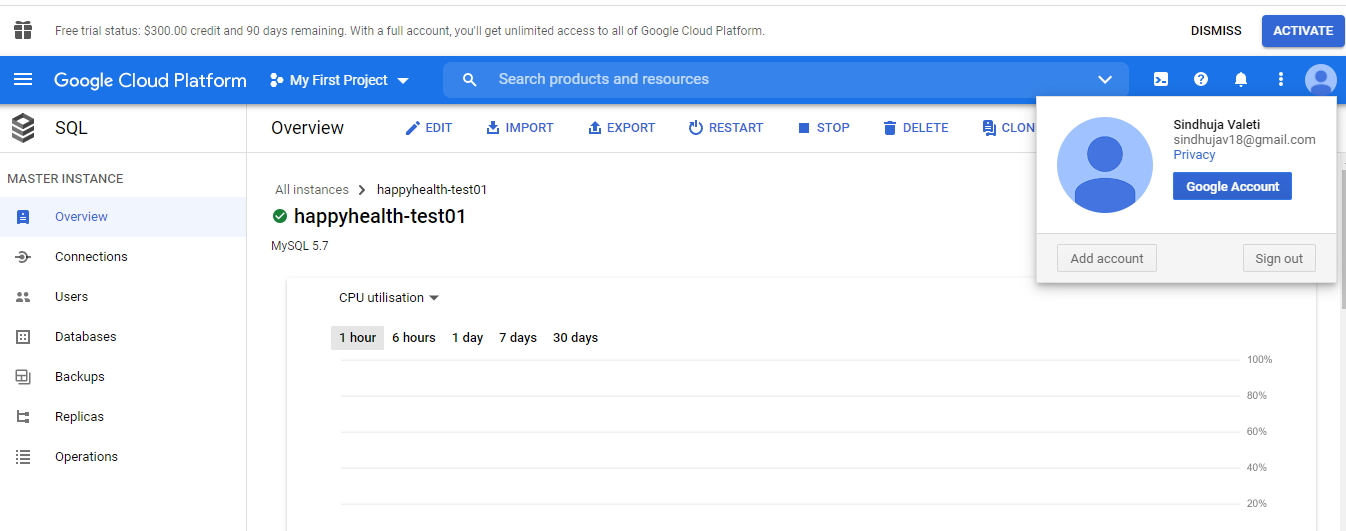 Free trial status: $300.00 credit and 90 days remaining. With a full account, you'll get unlimited access to all of Google Cloud Platform.
DISMISS
ACTIVATE
Google Cloud Platform
My First Project
Search products and resources
SQL
Overview
EDIT
IMPORT
EXPORT
RESTART
STOP
DELETE
CLON
Sindhuja Valeti
sindhujav18@gmail.com
Privacy
Google Account
Add account
Sign out
MASTER INSTANCE
Overview
Connections
Users
Databases
Backups
Replicas
Operations
All instances
happyhealth-test01
happyhealth-test01
MySQL 5.7
CPU utilisation
1 hour
6 hours
1 day
7 days
30 days
100%
80%
60%
40%
20%